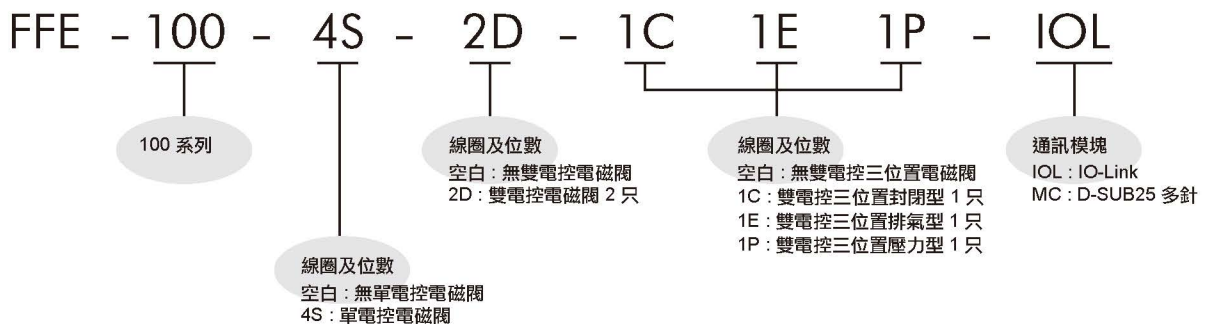 FFE - 100 - 4S - 2D - 1C 1E 1P - IOL
100 系列
線圈及位數
空白 : 無雙電控電磁閥
2D : 雙電控電磁閥 2 只
線圈及位數
空白 : 無雙電控三位置電磁閥
1C : 雙電控三位置封閉型 1 只
1E : 雙電控三位置排氣型 1 只
1P : 雙電控三位置壓力型 1 只
通訊模塊
IOL : IO-Link
MC : D-SUB25 多針
線圈及位數
空白 : 無單電控電磁閥
4S : 單電控電磁閥